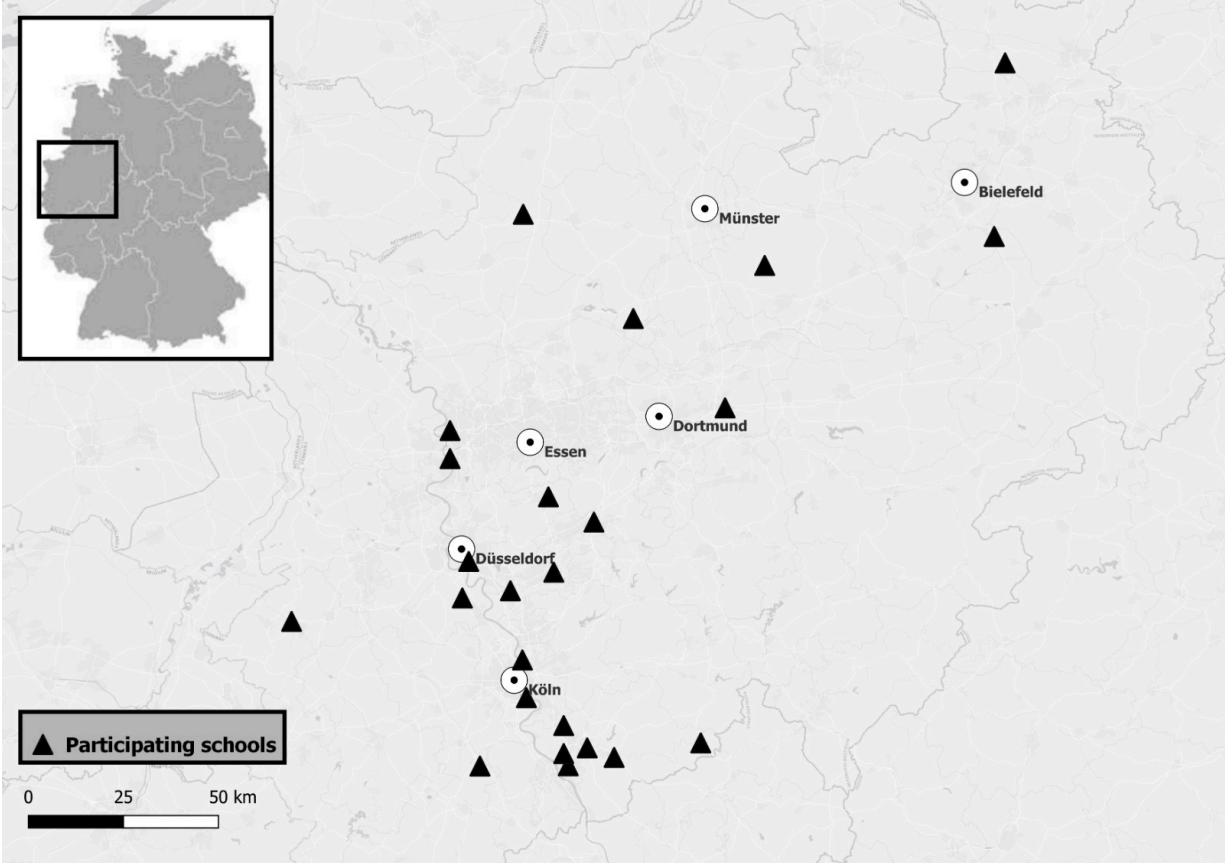 Bielefeld
Münster
Dortmund
Essen
Düsseldorf
Köln
Participating schools
0 25 50 km